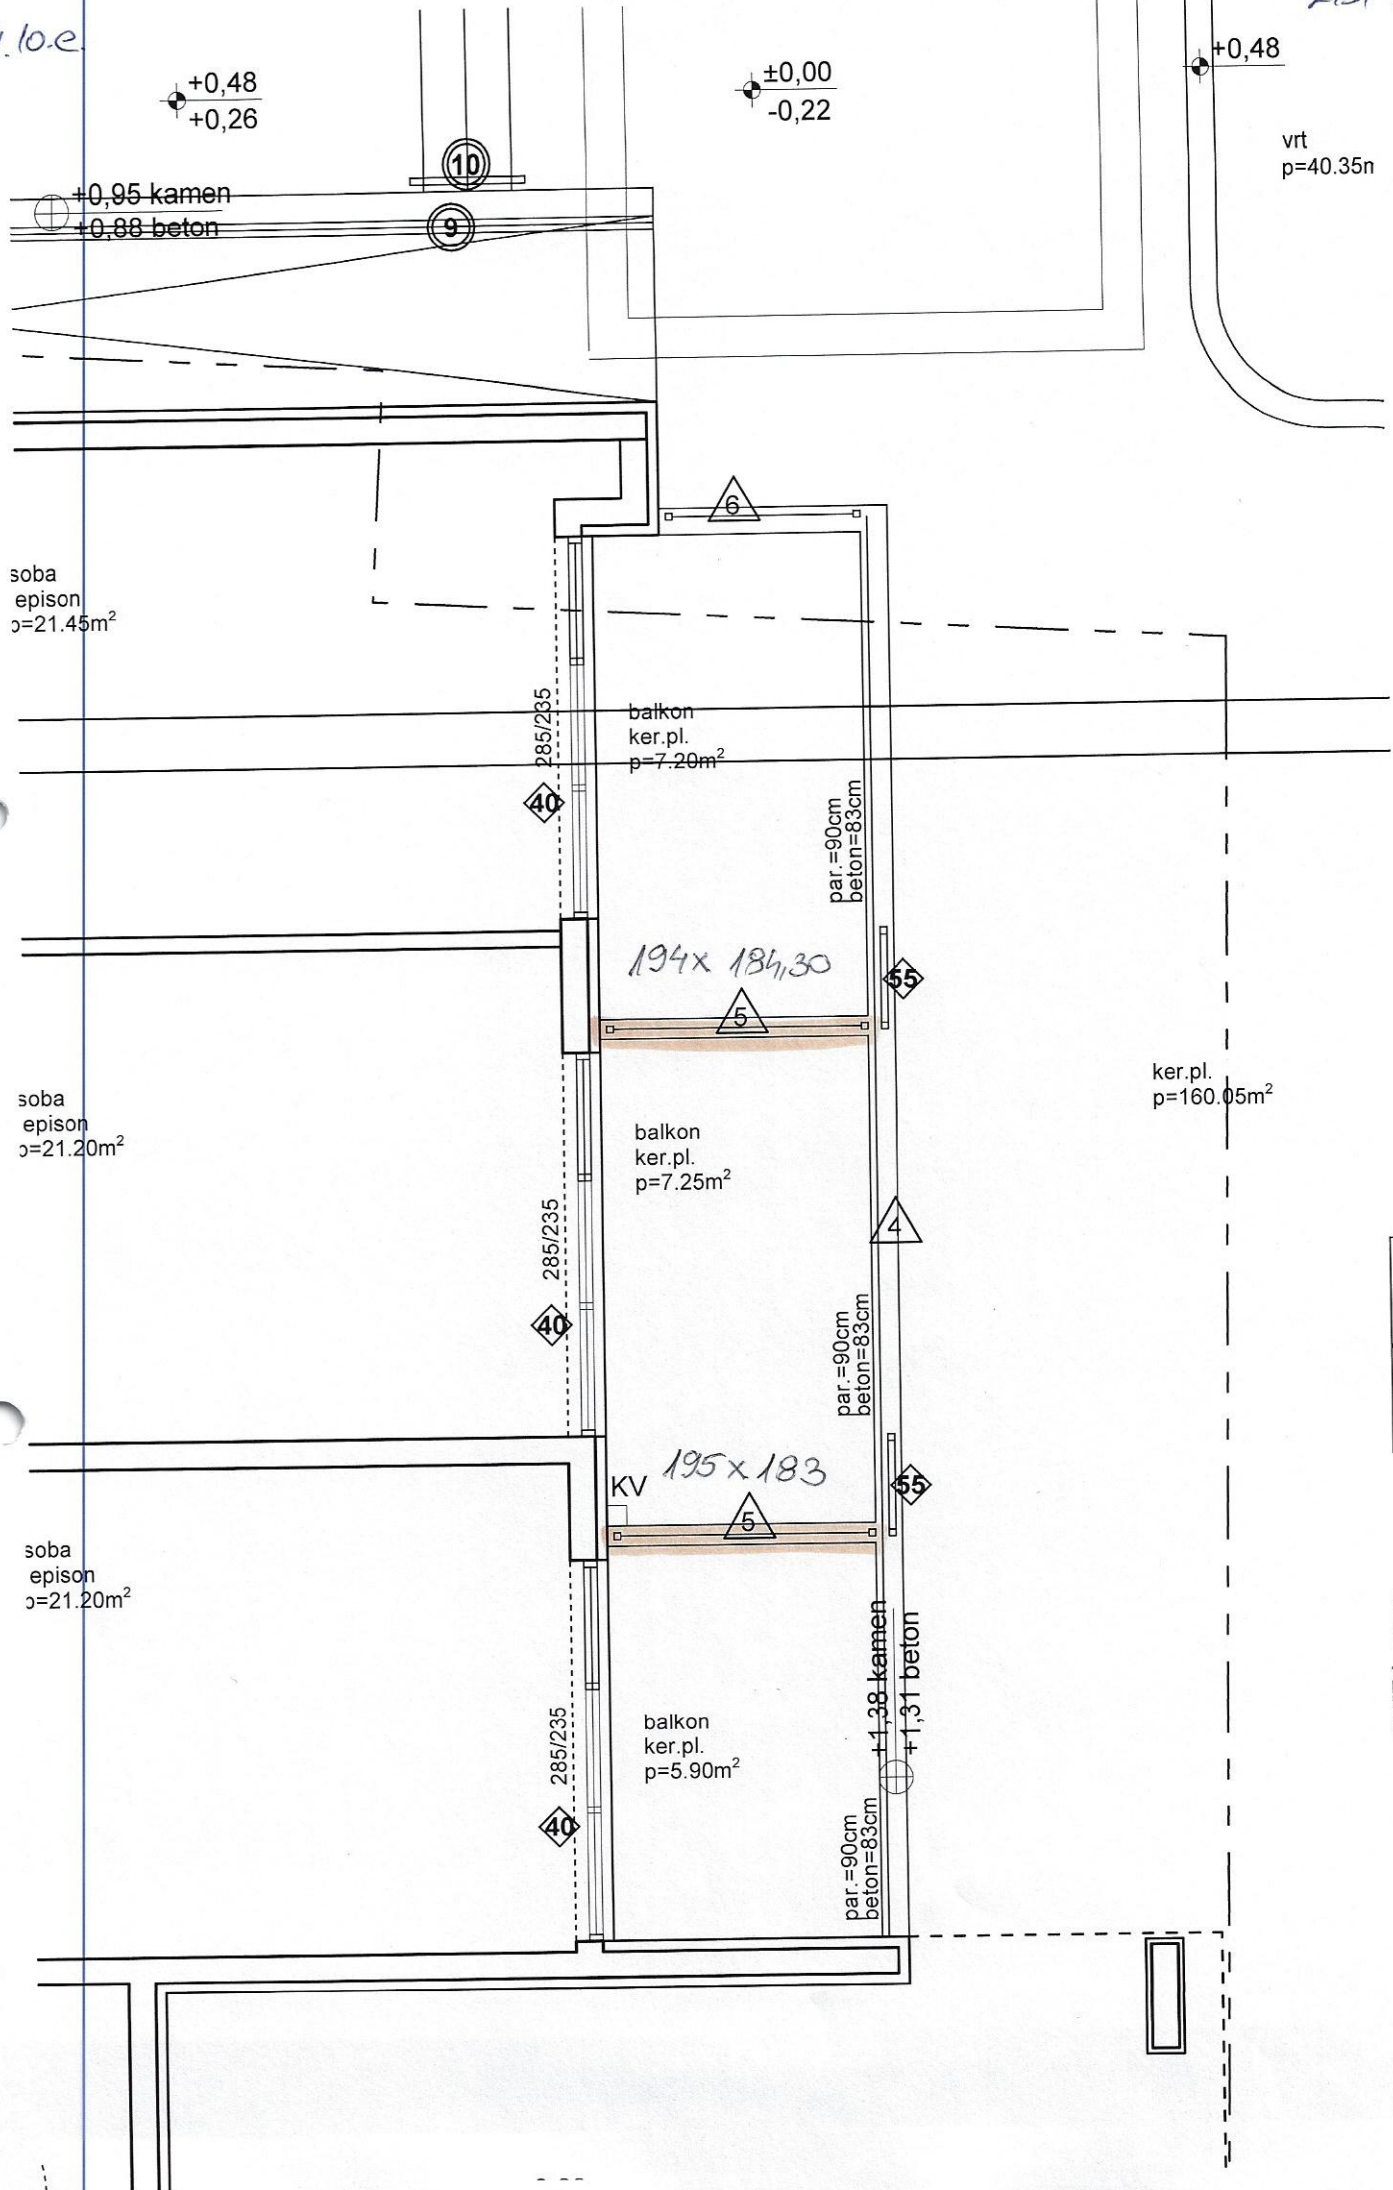 10.e.
+0,48
+0,26
±0,00
-0,22
+0,48
vrt
p=40.35
10
+0,95 kamen
+0,88 beton
9
6
soba
epison
=21.45m²
285/235
balkon
ker.pl.
p=7.20m²
40
par.=90cm
beton=83cm
194x 184,30
55
5
ker.pl.
p=160.05m²
soba
epison
=21.20m²
balkon
ker.pl.
p=7.25m²
285/235
4
40
par.=90cm
beton=83cm
195 x 183
KV
55
5
soba
epison
=21.20m²
+1,38 kamen
+1,31 beton
285/235
balkon
ker.pl.
p=5.90m²
40
par.=90cm
beton=83cm